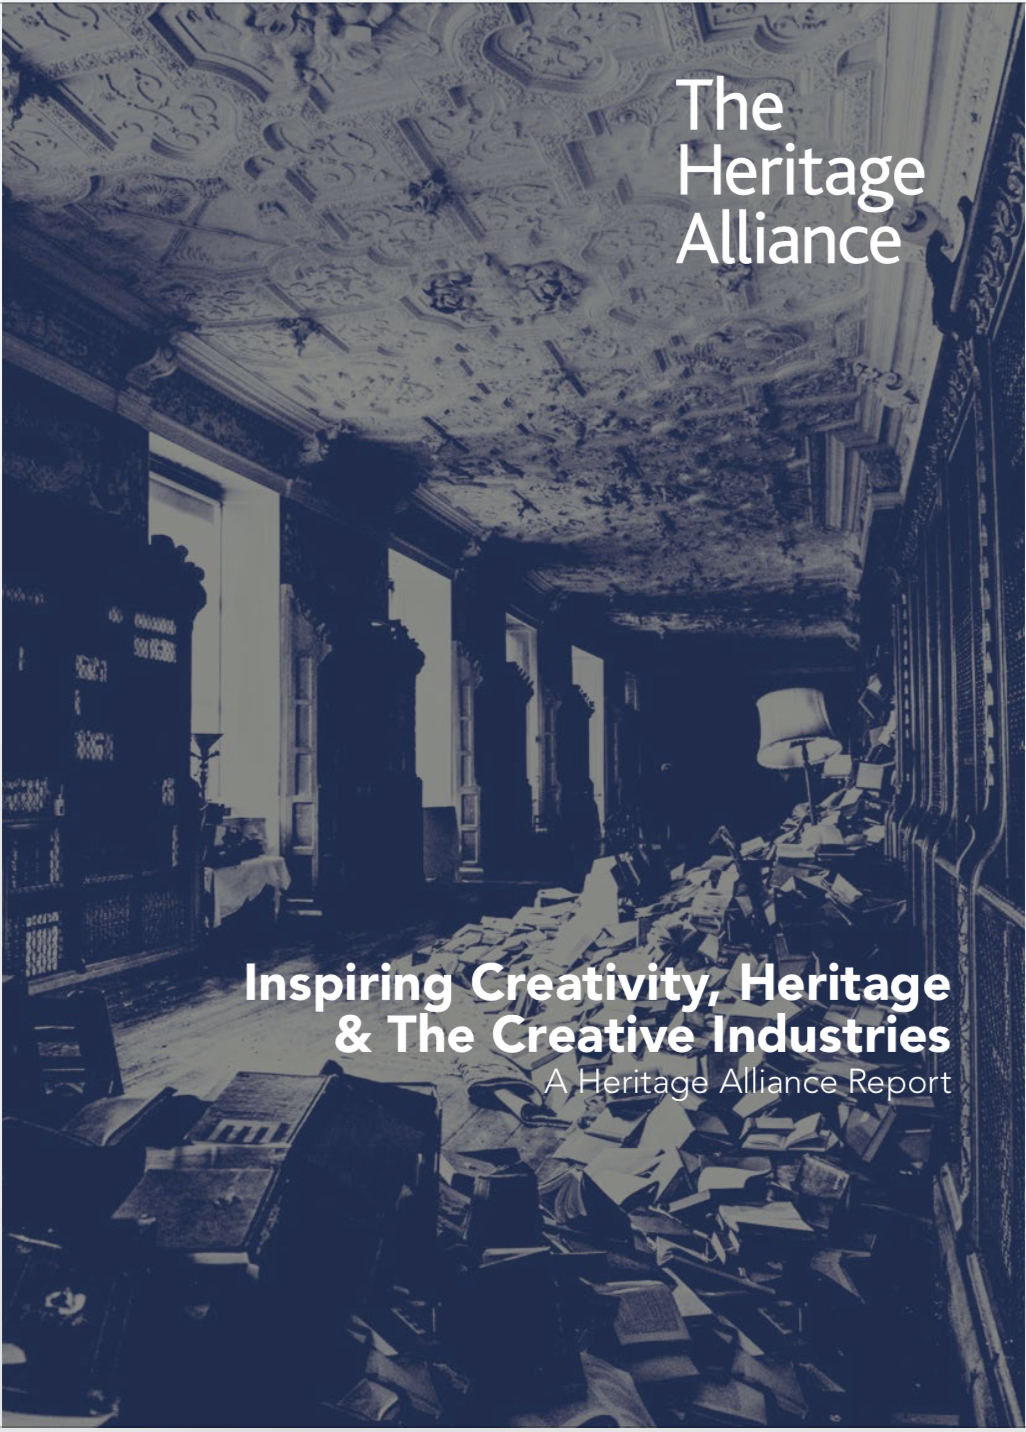 The
Heritage
Alliance
Inspiring Creativity, Heritage
& The Creative Industries
A Heritage Alliance Report